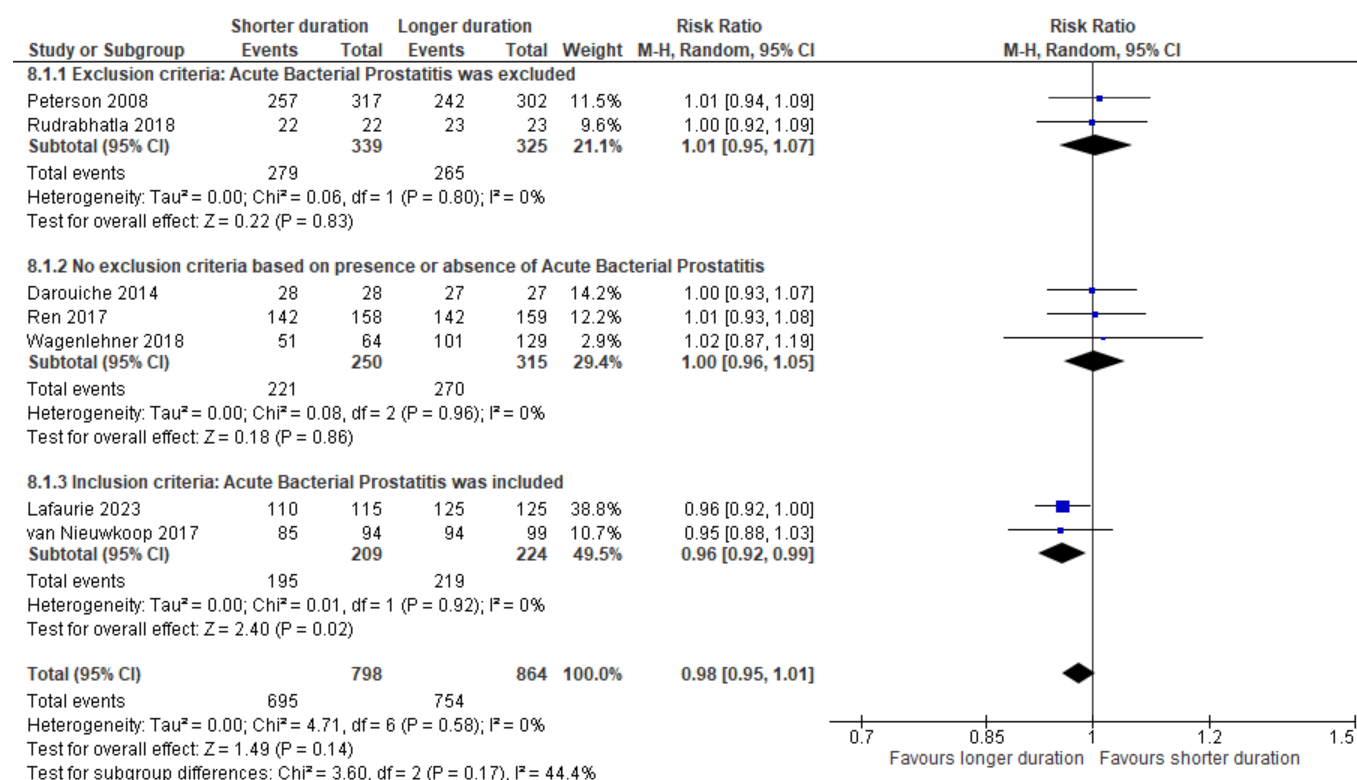 Shorter duration Longer duration Risk Ratio Risk Ratio
Study or Subgroup Events Total Events Total Weight M-H, Random, 95% CI M-H, Random, 95% CI
8.1.1 Exclusion criteria: Acute Bacterial Prostatitis was excluded
Peterson 2008 257 317 242 302 11.5% 1.01 [0.94, 1.09]
Rudrabhatla 2018 22 22 23 23 9.6% 1.00 [0.92, 1.09]
Subtotal (95% CI) 339 325 21.1% 1.01 [0.95, 1.07]
Total events 279 265
Heterogeneity: Tau² = 0.00; Chi² = 0.06, df = 1 (P = 0.80); I² = 0%
Test for overall effect: Z = 0.22 (P = 0.83)
8.1.2 No exclusion criteria based on presence or absence of Acute Bacterial Prostatitis
Darouiche 2014 28 28 27 27 14.2% 1.00 [0.93, 1.07]
Ren 2017 142 158 142 159 12.2% 1.01 [0.93, 1.08]
Wagenlehner 2018 51 64 101 129 2.9% 1.02 [0.87, 1.19]
Subtotal (95% CI) 250 315 29.4% 1.00 [0.96, 1.05]
Total events 221 270
Heterogeneity: Tau² = 0.00; Chi² = 0.08, df = 2 (P = 0.96); I² = 0%
Test for overall effect: Z = 0.18 (P = 0.86)
8.1.3 Inclusion criteria: Acute Bacterial Prostatitis was included
Lafaurie 2023 110 115 125 125 38.8% 0.96 [0.92, 1.00]
van Nieuwkoop 2017 85 94 94 99 10.7% 0.95 [0.88, 1.03]
Subtotal (95% CI) 209 224 49.5% 0.96 [0.92, 0.99]
Total events 195 219
Heterogeneity: Tau² = 0.00; Chi² = 0.01, df = 1 (P = 0.92); I² = 0%
Test for overall effect: Z = 2.40 (P = 0.02)
Total (95% CI) 798 864 100.0% 0.98 [0.95, 1.01]
Total events 695 754
Heterogeneity: Tau² = 0.00; Chi² = 4.71, df = 6 (P = 0.58); I² = 0%
Test for overall effect: Z = 1.49 (P = 0.14)
Test for subgroup differences: Chi² = 3.60, df = 2 (P = 0.17), I² = 44.4%
0.7 0.85 1 1.2 1.5
Favours longer duration Favours shorter duration